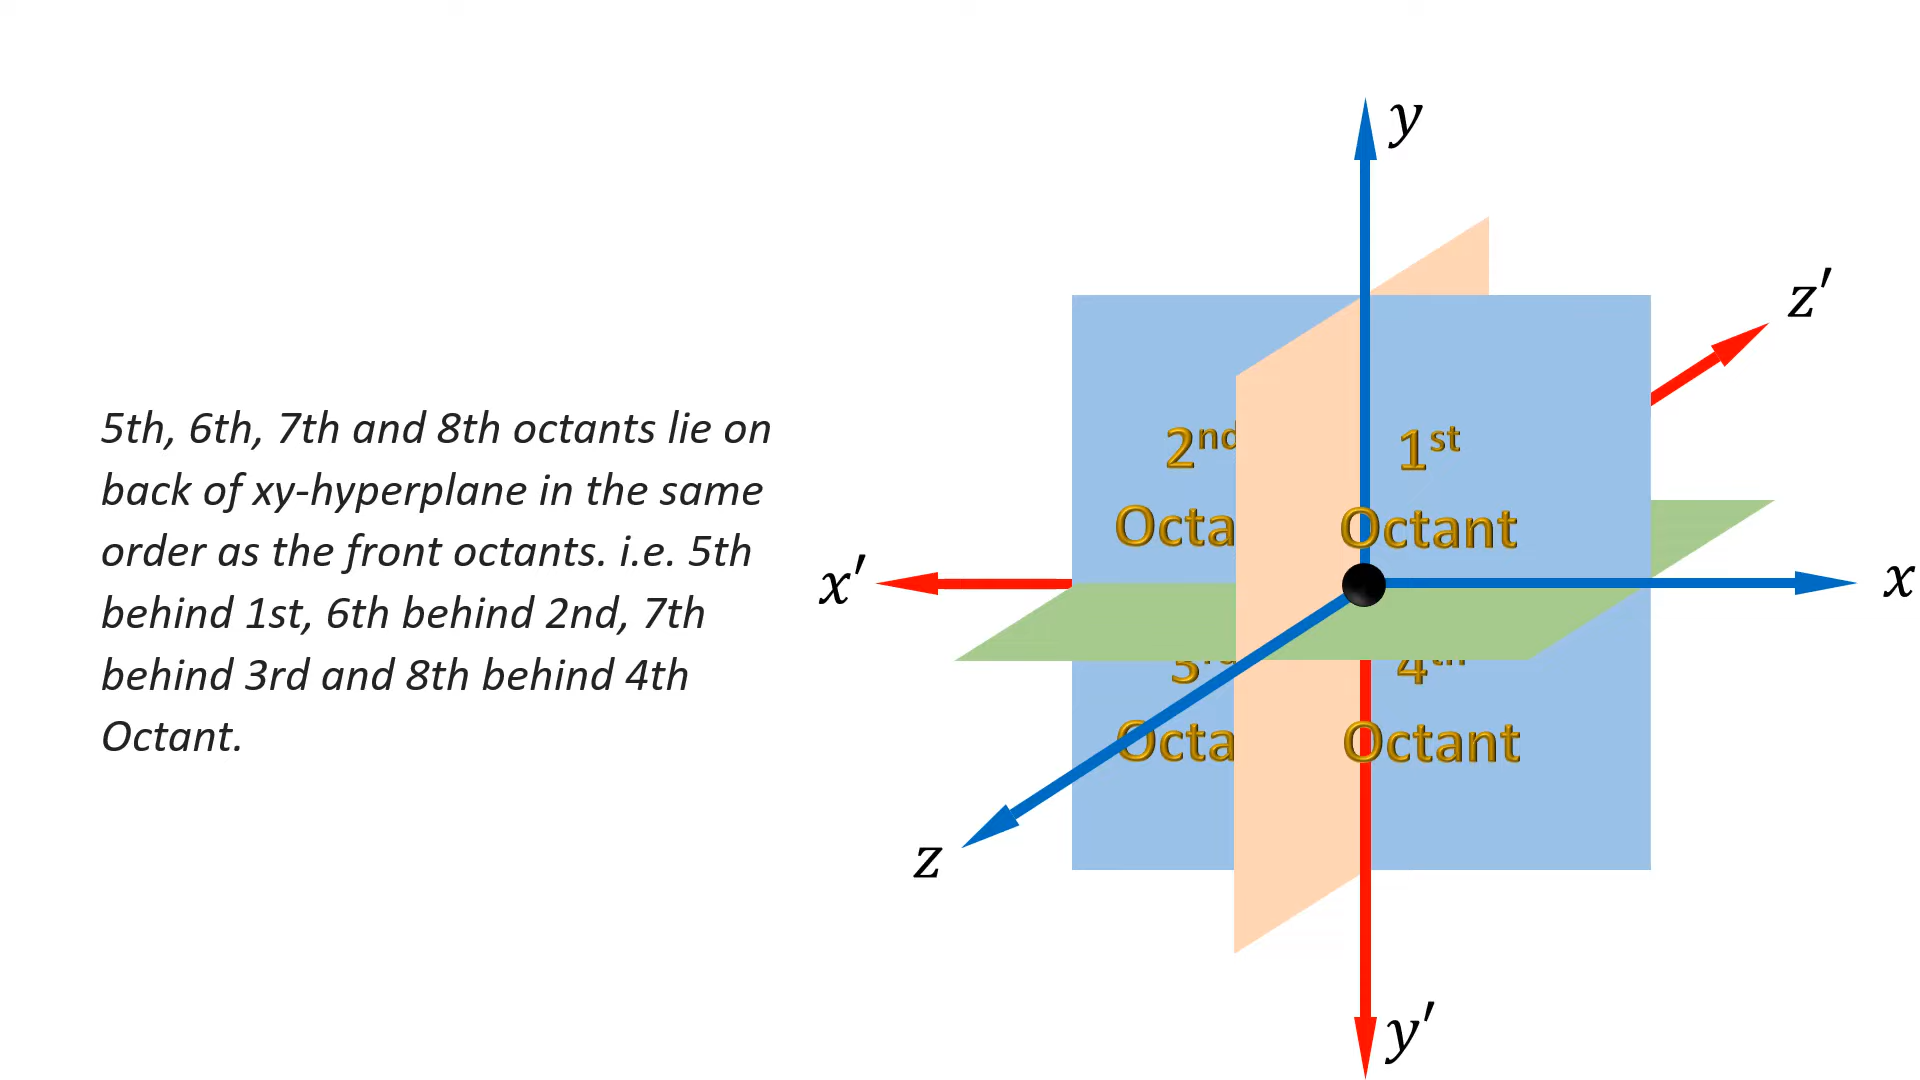 5th, 6th, 7th and 8th octants lie on
back of xy-hyperplane in the same
order as the front octants. i.e. 5th
behind 1st, 6th behind 2nd, 7th
behind 3rd and 8th behind 4th
Octant.
y
z′
2nd
Octa
1st
Octant
x′
x
3rd
Octa
4th
Octant
z
y′